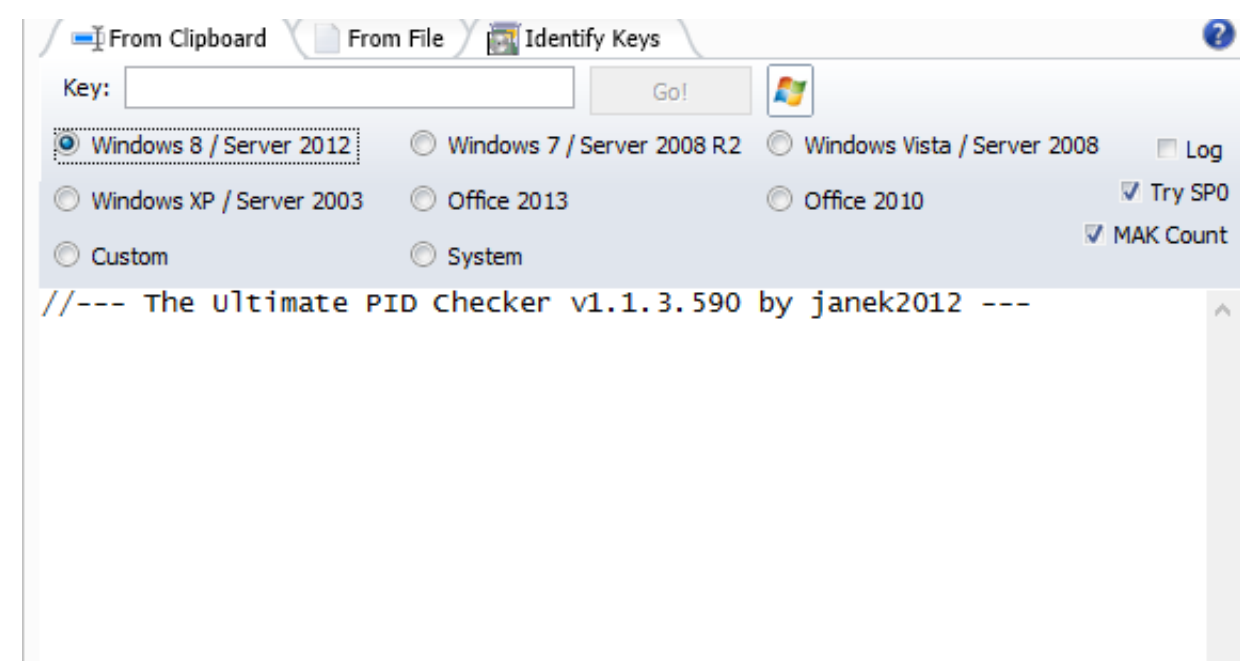 From Clipboard From File Identify Keys
Key: Go!
Windows 8 / Server 2012 Windows 7 / Server 2008 R2 Windows Vista / Server 2008 Log
Windows XP / Server 2003 Office 2013 Office 2010 Try SP0
Custom System MAK Count
//--- The Ultimate PID Checker v1.1.3.590 by janek2012 ---